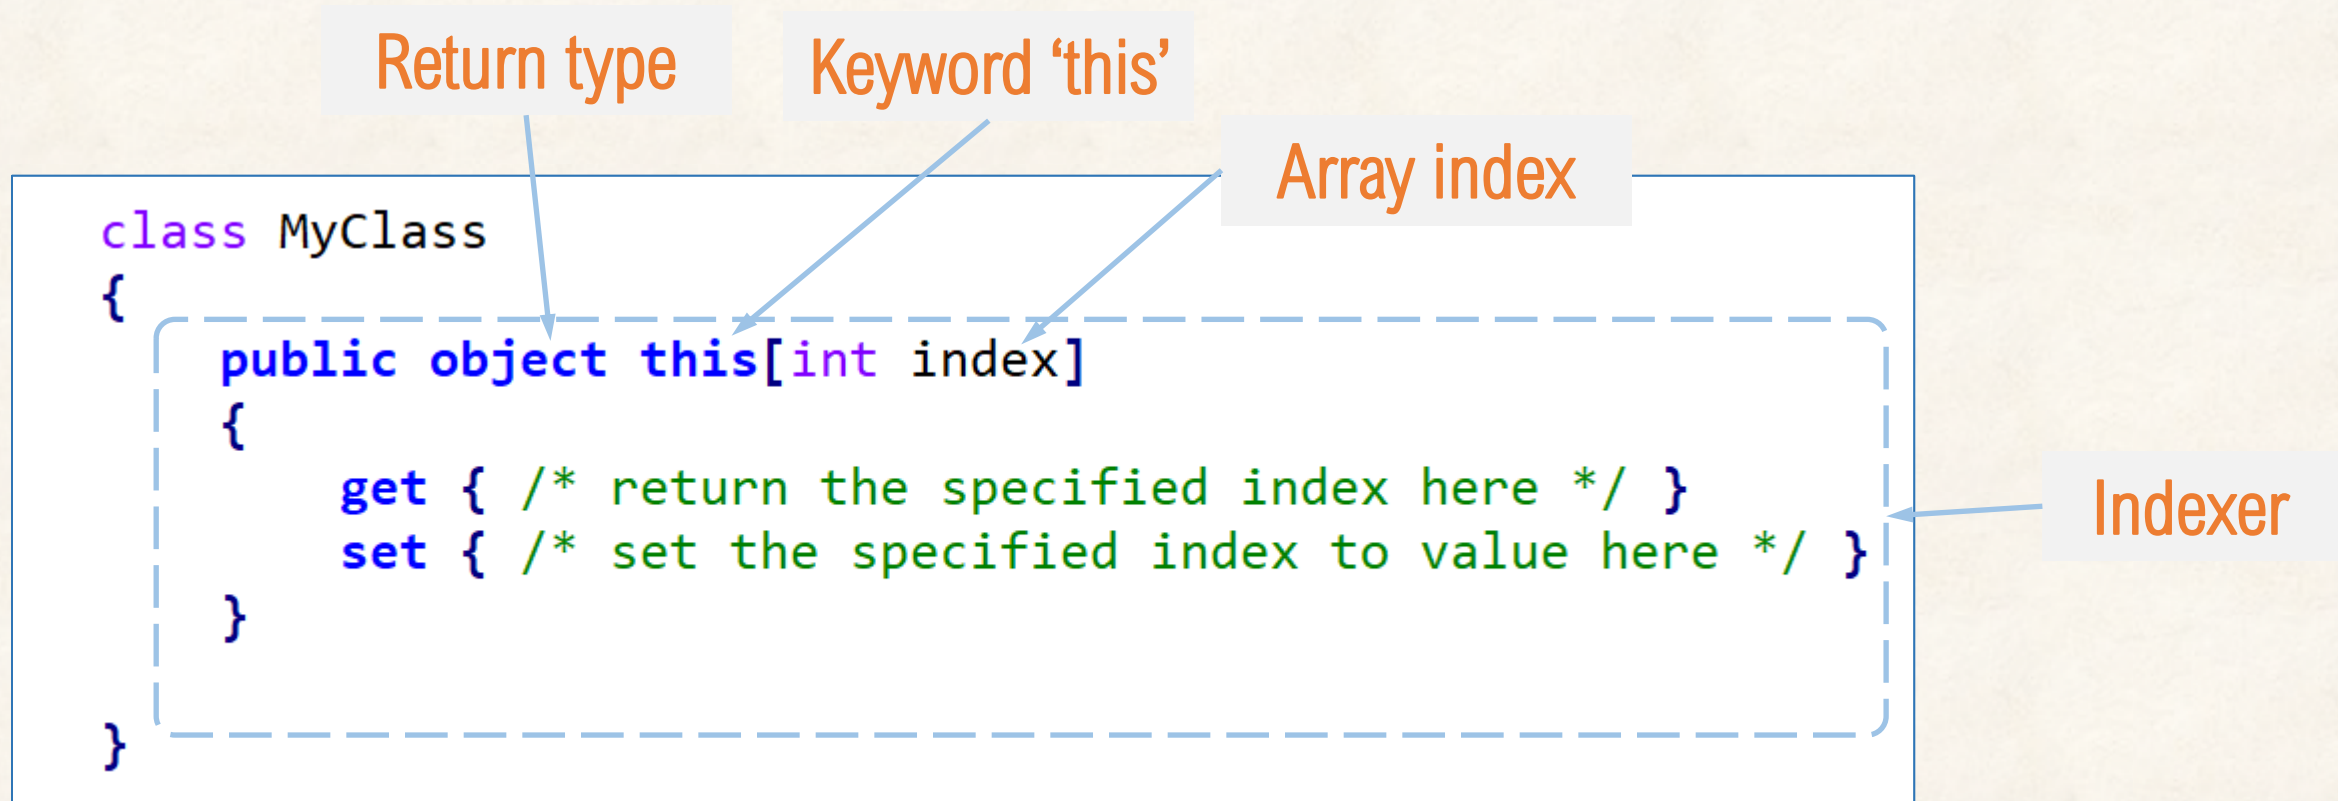 Return type
Keyword ‘this’
Array index
class MyClass
{
public object this[int index]
{
get { /* return the specified index here */ }
set { /* set the specified index to value here */ }
}
}
Indexer